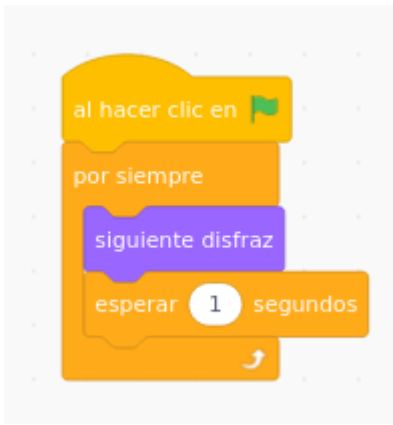 al hacer clic en
por siempre
siguiente disfraz
esperar 1 segundos